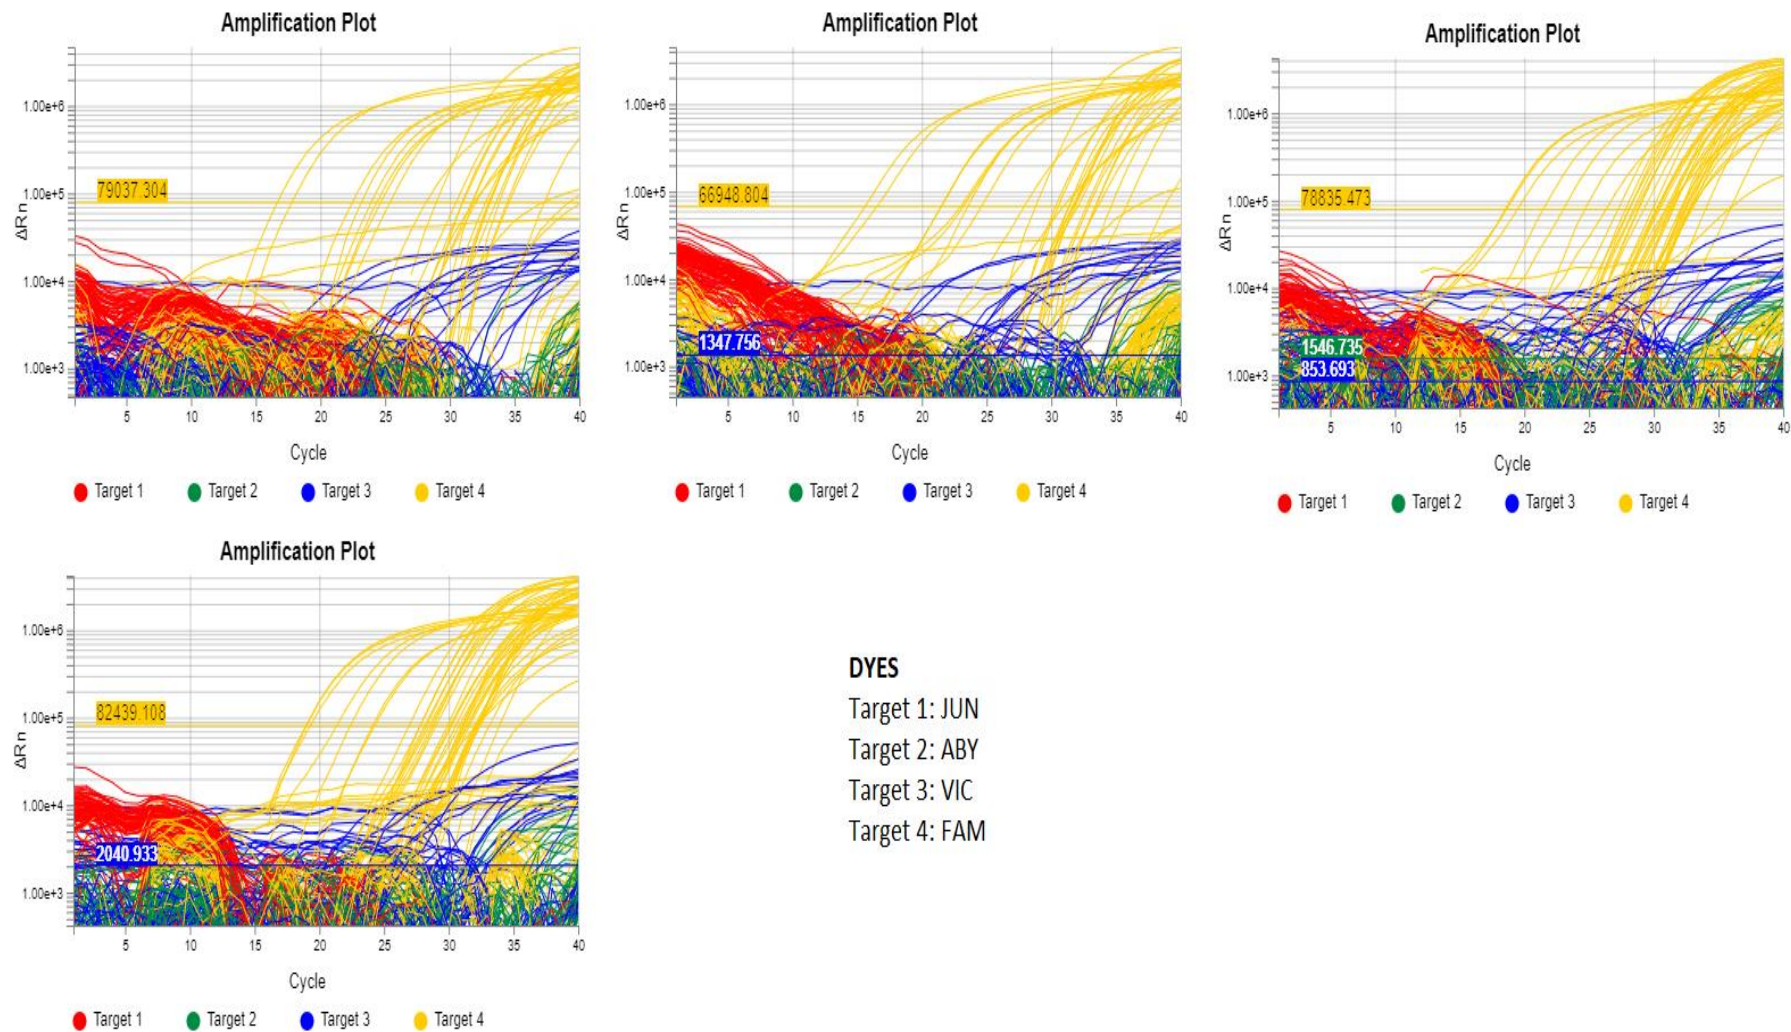 Amplification Plot
1.00e+6
79037.304
1.00e+5
ΔRn
1.00e+4
1.00e+3
5 10 15 20 25 30 35 40
Cycle
Target 1 Target 2 Target 3 Target 4
Amplification Plot
1.00e+6
66948.804
1.00e+5
ΔRn
1.00e+4
1347.756
1.00e+3
5 10 15 20 25 30 35 40
Cycle
Target 1 Target 2 Target 3 Target 4
Amplification Plot
1.00e+6
78835.473
1.00e+5
ΔRn
1.00e+4
1546.735
1.00e+3
853.693
5 10 15 20 25 30 35 40
Cycle
Target 1 Target 2 Target 3 Target 4
Amplification Plot
1.00e+6
82439.108
1.00e+5
ΔRn
1.00e+4
2040.933
1.00e+3
5 10 15 20 25 30 35 40
Cycle
Target 1 Target 2 Target 3 Target 4
DYES
Target 1: JUN
Target 2: ABY
Target 3: VIC
Target 4: FAM